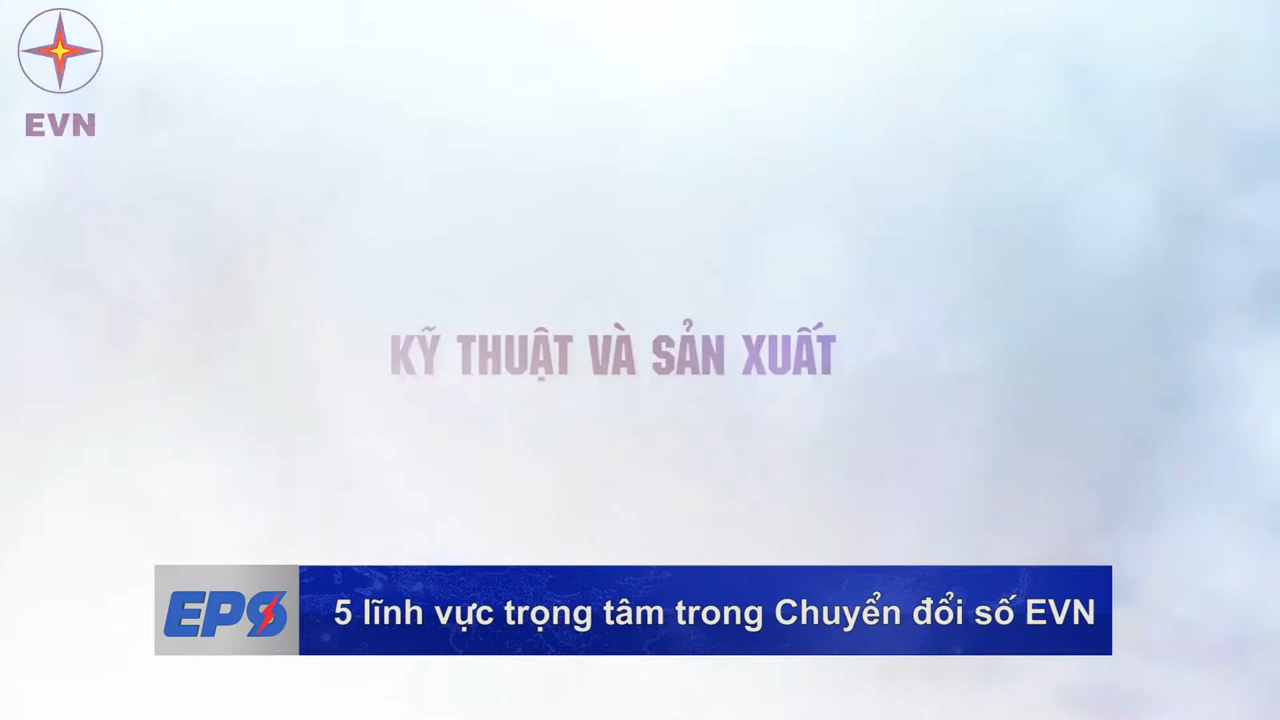 EVN
KỸ THUẬT VÀ SẢN XUẤT
EPS
5 lĩnh vực trọng tâm trong Chuyển đổi số EVN